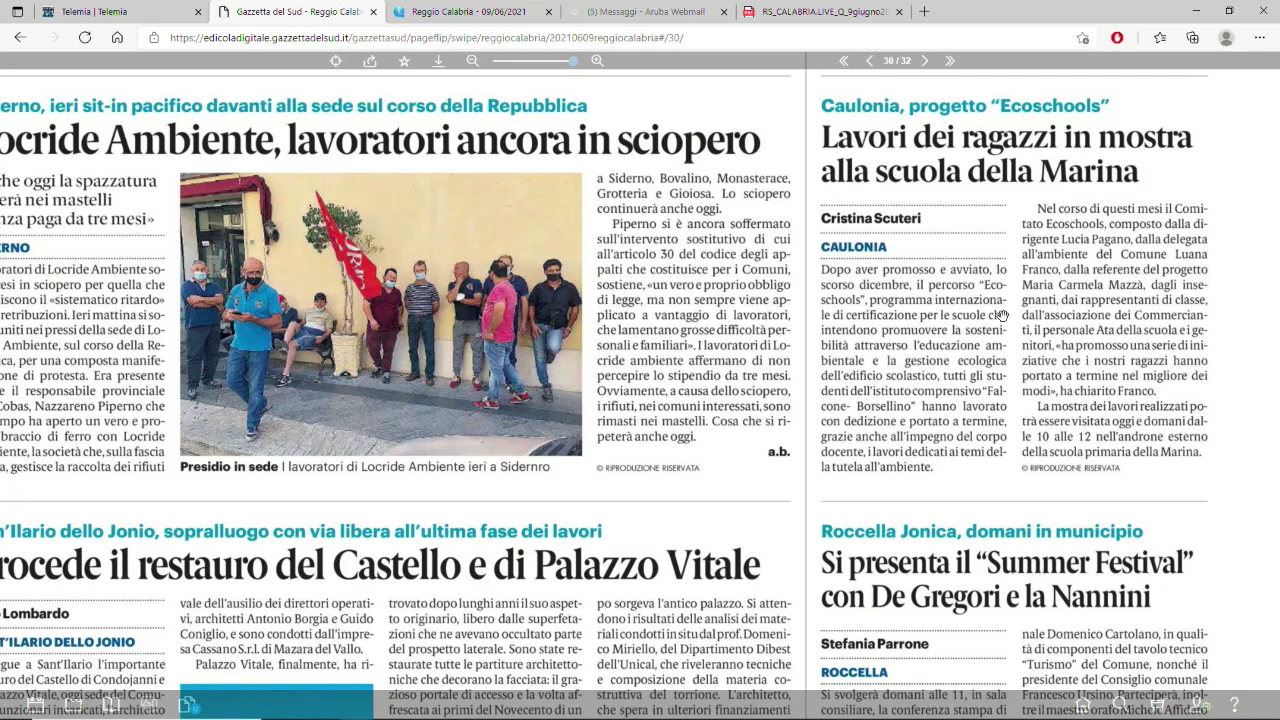 Telemia | Telemia
Gazzetta del Sud - Reggio Calab
Reggio Calabria - 09/06/2021
(5) Messaggi - Aruba Webmail
RS_CALABRIA.LIVE_Q_9giugno20
https://edicoladigitale.gazzettadelsud.it/gazzettasud/pageflip/swipe/reggiocalabria/20210609reggiocalabria#/30/
30 / 32
erno, ieri sit-in pacifico davanti alla sede sul corso della Repubblica
ocride Ambiente, lavoratori ancora in sciopero
he oggi la spazzatura
erà nei mastelli
nza paga da tre mesi»
ERNO
oratori di Locride Ambiente so-
cesi in sciopero per quella che
iscono il «sistematico ritardo»
retribuzioni. Ieri mattina si so-
uniti nei pressi della sede di Lo-
Ambiente, sul corso della Re-
ica, per una composta manife-
one di protesta. Era presente
e il responsabile provinciale
Cobas, Nazzareno Piperno che
mpo ha aperto un vero e pro-
braccio di ferro con Locride
iente, la società che, sulla fascia
a, gestisce la raccolta dei rifiuti
Presidio in sede I lavoratori di Locride Ambiente ieri a Sidernro
a Siderno, Bovalino, Monasterace,
Grotteria e Gioiosa. Lo sciopero
continuerà anche oggi.
Piperno si è ancora soffermato
sull'intervento sostitutivo di cui
all'articolo 30 del codice degli ap-
palti che costituisce per i Comuni,
sostiene, «un vero e proprio obbligo
di legge, ma non sempre viene ap-
plicato a vantaggio di lavoratori,
che lamentano grosse difficoltà per-
sonali e familiari». I lavoratori di Lo-
cride ambiente affermano di non
percepire lo stipendio da tre mesi.
Ovviamente, a causa dello sciopero,
i rifiuti, nei comuni interessati, sono
rimasti nei mastelli. Cosa che si ri-
peterà anche oggi.
a.b.
© RIPRODUZIONE RISERVATA
Caulonia, progetto “Ecoschools”
Lavori dei ragazzi in mostra
alla scuola della Marina
Cristina Scuteri
CAULONIA
Dopo aver promosso e avviato, lo
scorso dicembre, il percorso “Eco-
schools”, programma internaziona-
le di certificazione per le scuole che
intendono promuovere la sosteni-
bilità attraverso l'educazione am-
bientale e la gestione ecologica
dell'edificio scolastico, tutti gli stu-
denti dell'istituto comprensivo “Fal-
cone- Borsellino” hanno lavorato
con dedizione e portato a termine,
grazie anche all'impegno del corpo
docente, i lavori dedicati ai temi del-
la tutela all'ambiente.
Nel corso di questi mesi il Comi-
tato Ecoschools, composto dalla di-
rigente Lucia Pagano, dalla delegata
all'ambiente del Comune Luana
Franco, dalla referente del progetto
Maria Carmela Mazzà, dagli inse-
gnanti, dai rappresentanti di classe,
dall'associazione dei Commercian-
ti, il personale Ata della scuola e i ge-
nitori, «ha promosso una serie di ini-
ziative che i nostri ragazzi hanno
portato a termine nel migliore dei
modi», ha chiarito Franco.
La mostra dei lavori realizzati po-
trà essere visitata oggi e domani dal-
le 10 alle 12 nell'androne esterno
della scuola primaria della Marina.
© RIPRODUZIONE RISERVATA
n'Ilario dello Jonio, sopralluogo con via libera all'ultima fase dei lavori
rocede il restauro del Castello e di Palazzo Vitale
Lombardo
T'ILARIO DELLO JONIO
egue a Sant'Ilario l'importante
uro del Castello di Condojanni e
azzo Vitale, oggi sede del Comu-
vale dell'ausilio dei direttori operati-
vi, architetti Antonio Borgia e Guido
Coniglio, e sono condotti dall'impre-
sa Cassano S.r.l. di Mazara del Vallo.
Palazzo Vitale, finalmente, ha ri-
trovato dopo lunghi anni il suo aspet-
to originario, libero dalle superfeta-
zioni che ne avevano occultato parte
del prospetto laterale. Sono state re-
staurate tutte le partiture architetto-
niche che decorano la facciata: il gra-
zioso portale di accesso e la volta af-
frescata ai primi del Novecento di un
po sorgeva l'antico palazzo. Si atten-
dono i risultati delle analisi dei mate-
riali condotti in situ dal prof. Domeni-
co Miriello, del Dipartimento Dibest
dell'Unical, che riveleranno tecniche
e composizione della materia co-
struttiva del torrione. L'architetto,
che spera in ulteriori finanziamenti
Roccella Jonica, domani in municipio
Si presenta il “Summer Festival”
con De Gregori e la Nannini
Stefania Parrone
ROCCELLA
Si svolgerà domani alle 11, in sala
consiliare, la conferenza stampa di
nale Domenico Cartolano, in quali-
tà di componenti del tavolo tecnico
“Turismo” del Comune, nonché il
presidente del Consiglio comunale
Francesco Ursino. Parteciperà, inol-
tre il maestro orafo Michele Affidato